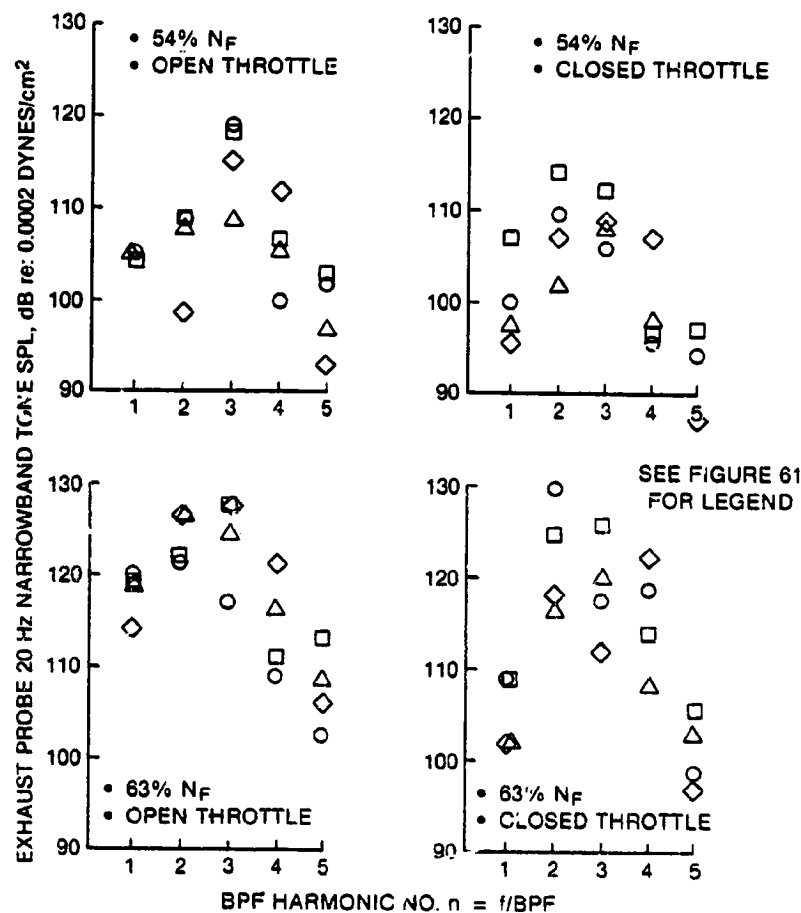 EXHAUST PROBE 20 Hz NARROWBAND TONE SPL, dB re: 0.0002 DYNES/cm²
130
120
110
100
90
• 54% NF
• OPEN THROTTLE
1 2 3 4 5
130
120
110
100
90
• 54% NF
• CLOSED THROTTLE
1 2 3 4 5
130
120
110
100
90
• 63% NF
• OPEN THROTTLE
1 2 3 4 5
SEE FIGURE 61
FOR LEGEND
130
120
110
100
90
• 63% NF
• CLOSED THROTTLE
1 2 3 4 5
BPF HARMONIC NO. n = f/BPF